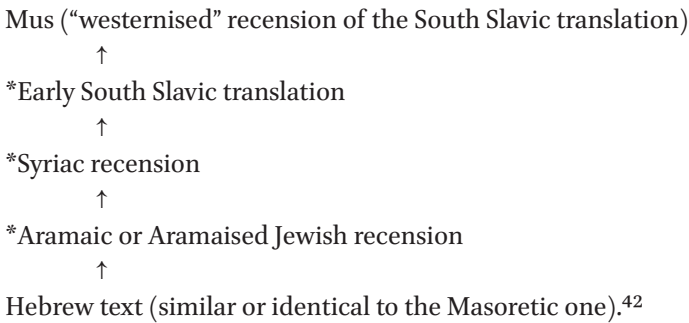 Mus (“westernised” recension of the South Slavic translation)
↑
*Early South Slavic translation
↑
*Syriac recension
↑
*Aramaic or Aramaised Jewish recension
↑
Hebrew text (similar or identical to the Masoretic one).⁴²